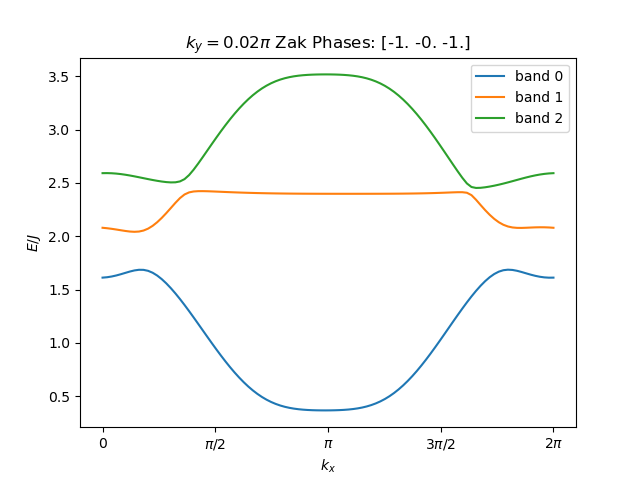 $k_y = 0.02\pi$ Zak Phases: [-1. -0. -1.]
band 0
band 1
band 2
3.5
3.0
2.5
2.0
1.5
1.0
0.5
E/J
0
π/2
π
3π/2
2π
$k_x$